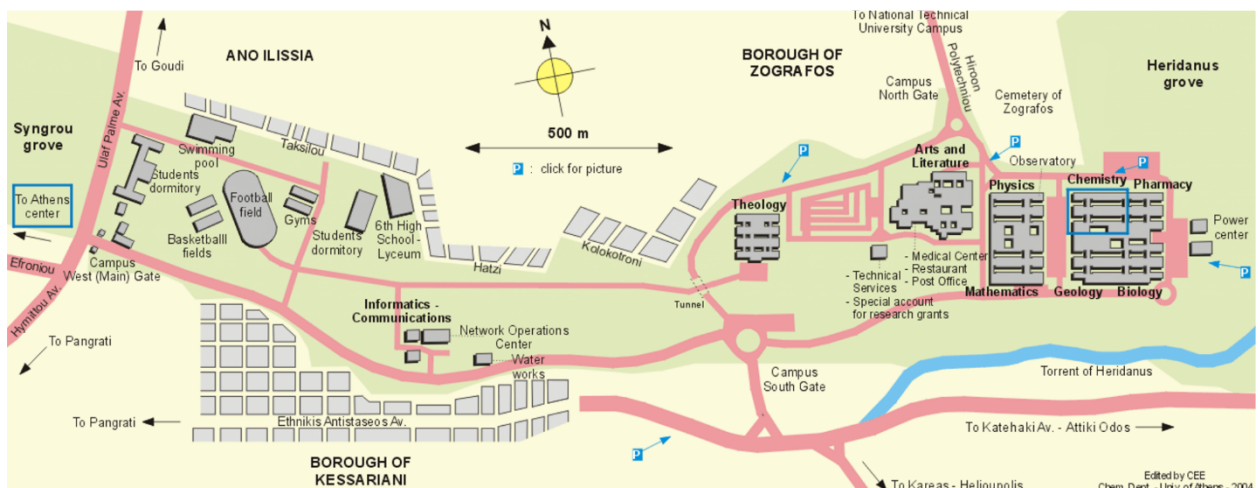 To National Technical
University Campus
Hiroon
Polytechniou
To Goudi
ANO ILISSIA
N
BOROUGH OF
ZOGRAFOS
Heridanus
grove
Campus
North Gate
Cemetery of
Zografos
500 m
P : click for picture
Syngrou
grove
Ulaf Palme Av.
Swimming
pool
Taksilou
Students
dormitory
Football
field
Gyms
Basketball
fields
Students
dormitory
6th High
School -
Lyceum
To Athens
center
Efroniou
Hymittou Av.
Campus
West (Main) Gate
To Pangrati
Hatzi
Kolokotroni
P
Theology
Arts and
Literature
P
Observatory
Physics
P
Chemistry
Pharmacy
Power
center
P
- Medical Center
- Restaurant
- Post Office
- Technical
Services
- Special account
for research grants
Mathematics
Geology
Biology
Tunnel
Informatics -
Communications
Network Operations
Center
Water
works
Campus
South Gate
Torrent of Heridanus
To Pangrati
Ethnikis Antistaseos Av.
BOROUGH OF
KESSARIANI
P
To Katehaki Av. - Attiki Odos
To Kareas - Helioupolis
Edited by CEE
Chem. Dept. - Univ. of Athens - 2004